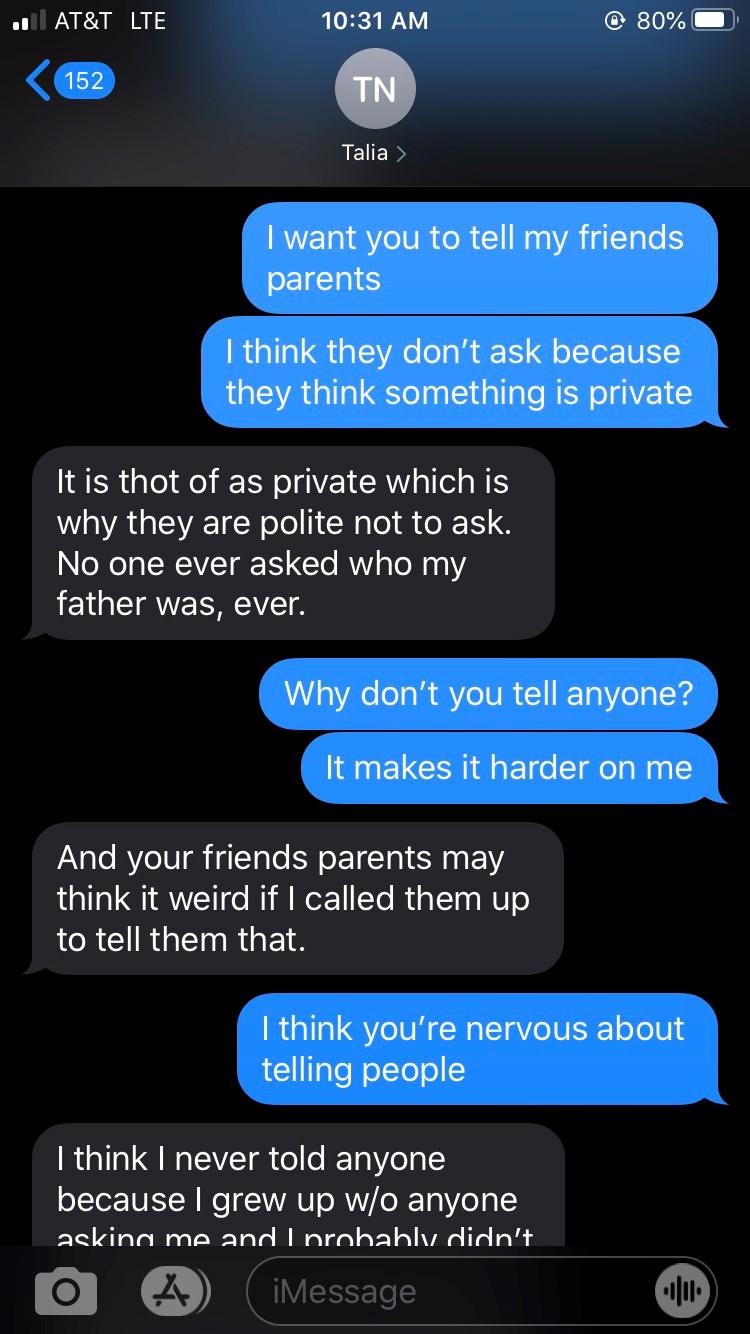 AT&T LTE 10:31 AM 80%
152
TN
Talia
I want you to tell my friends
parents
I think they don’t ask because
they think something is private
It is thot of as private which is
why they are polite not to ask.
No one ever asked who my
father was, ever.
Why don’t you tell anyone?
It makes it harder on me
And your friends parents may
think it weird if I called them up
to tell them that.
I think you’re nervous about
telling people
I think I never told anyone
because I grew up w/o anyone
asking me and I probably didn’t
iMessage